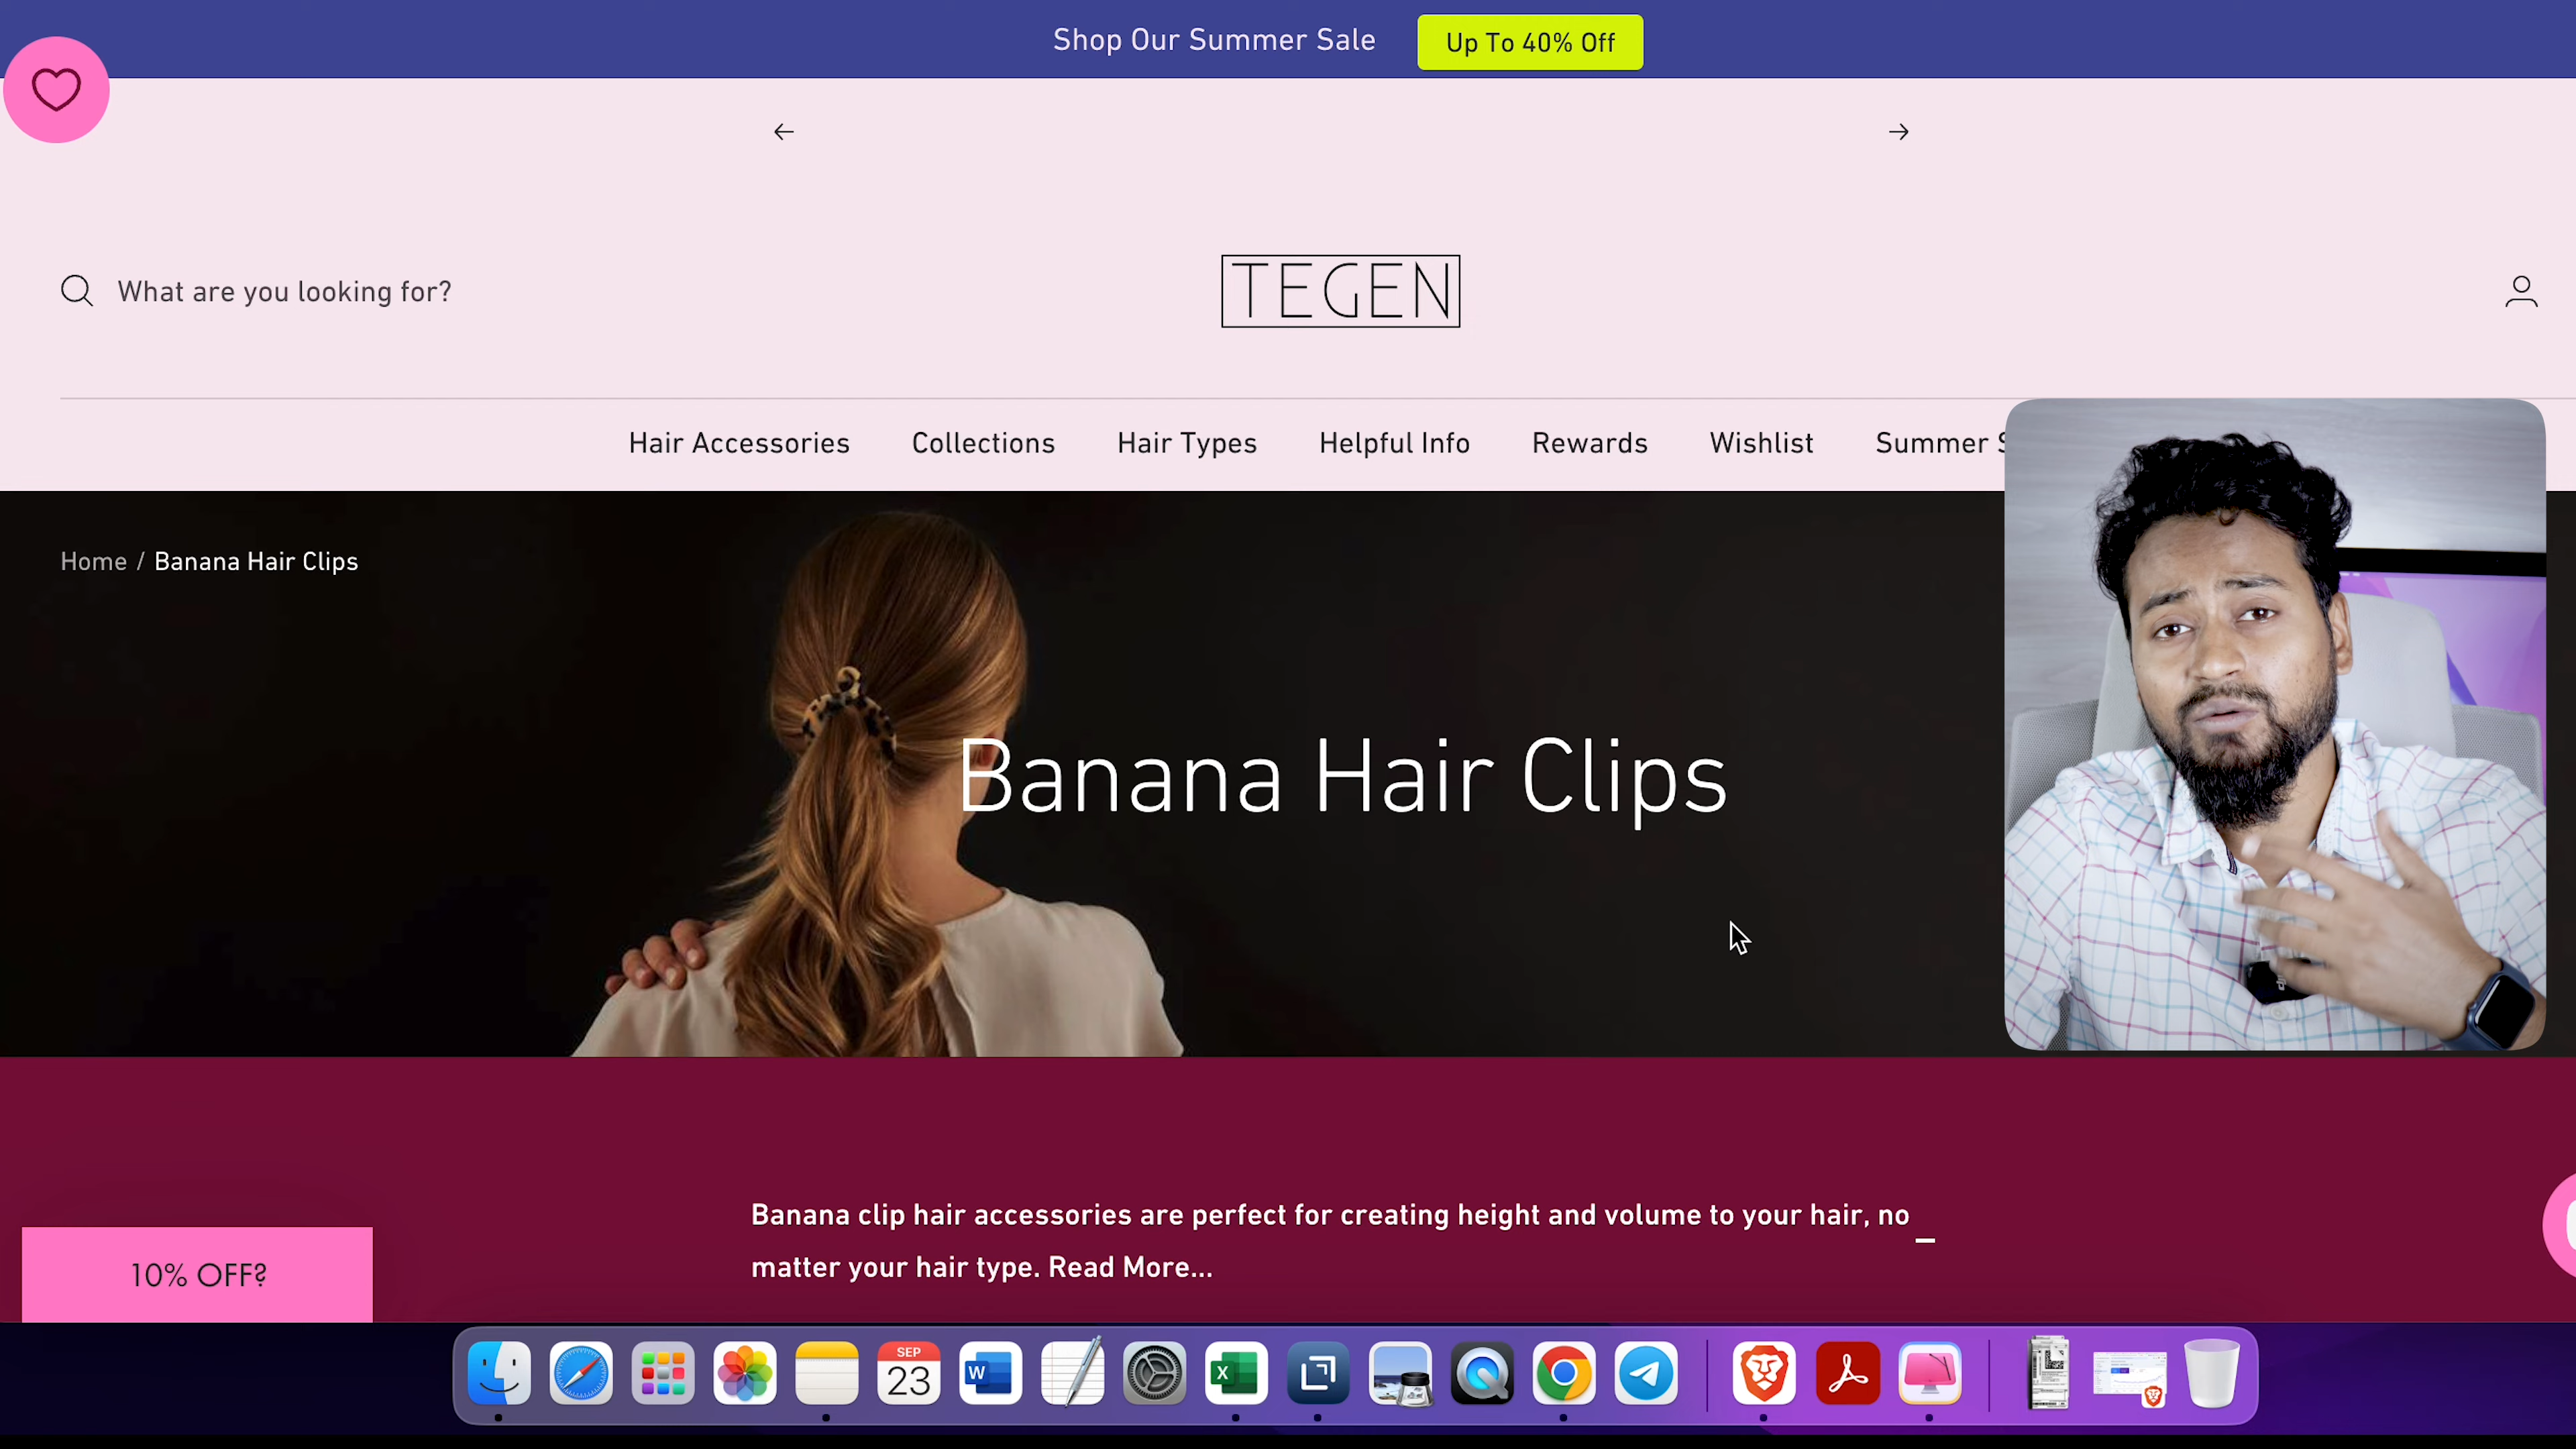 Shop Our Summer Sale
Up To 40% Off
What are you looking for?
TEGEN
Hair Accessories
Collections
Hair Types
Helpful Info
Rewards
Wishlist
Summer S
Home / Banana Hair Clips
Banana Hair Clips
Banana clip hair accessories are perfect for creating height and volume to your hair, no
matter your hair type. Read More...
10% OFF?
SEP
23
W
X